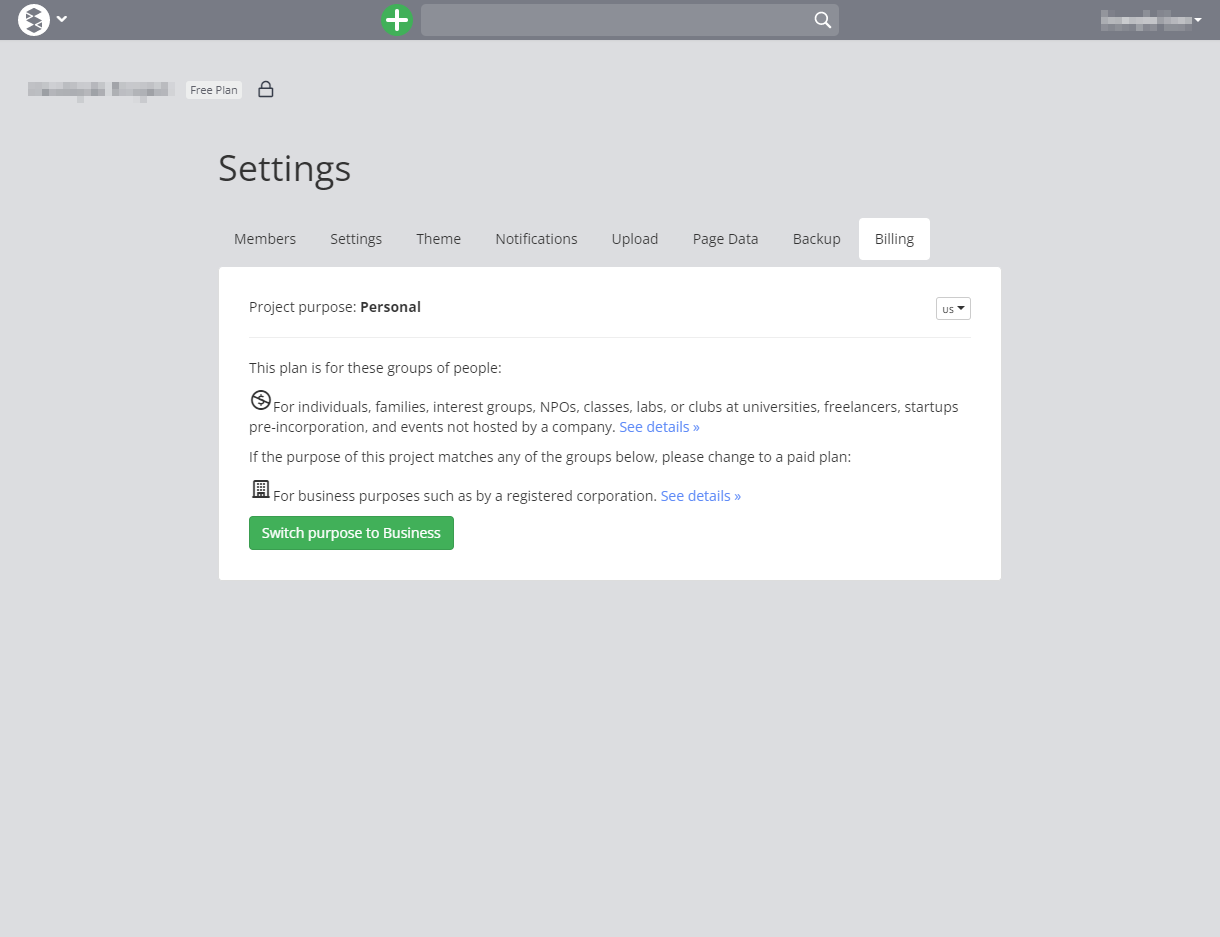 Free Plan
Settings
Members Settings Theme Notifications Upload Page Data Backup Billing
Project purpose: Personal us
This plan is for these groups of people:
For individuals, families, interest groups, NPOs, classes, labs, or clubs at universities, freelancers, startups
pre-incorporation, and events not hosted by a company. See details »
If the purpose of this project matches any of the groups below, please change to a paid plan:
For business purposes such as by a registered corporation. See details »
Switch purpose to Business